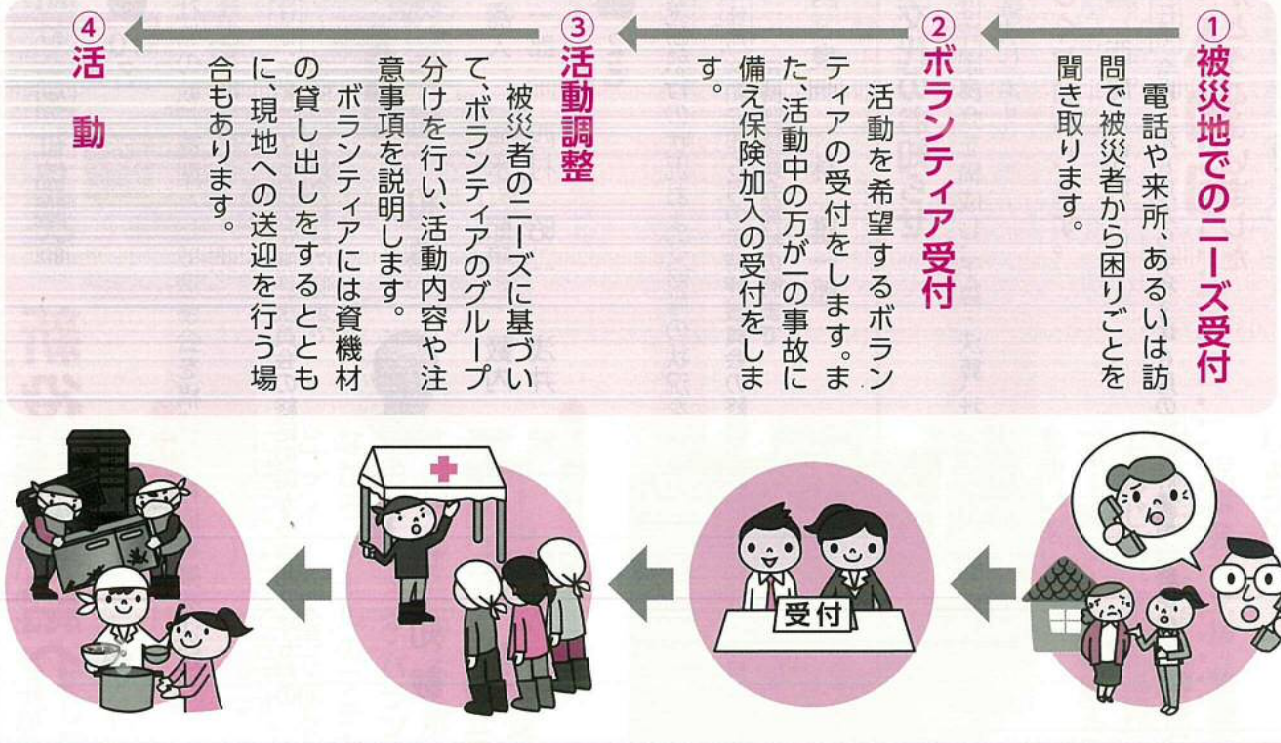 ①被災地でのニーズ受付
電話や来所、あるいは訪
問で被災者から困りごとを
聞き取ります。
②ボランティア受付
活動を希望するボラン
ティアの受付をします。ま
た、活動中の万が一の事故に
備え保険加入の受付をしま
す。
③活動調整
被災者のニーズに基づい
て、ボランティアのグループ
分けを行い、活動内容や注
意事項を説明します。
ボランティアには資機材
の貸し出しをするととも
に、現地への送迎を行う場
合もあります。
④活　動
受付